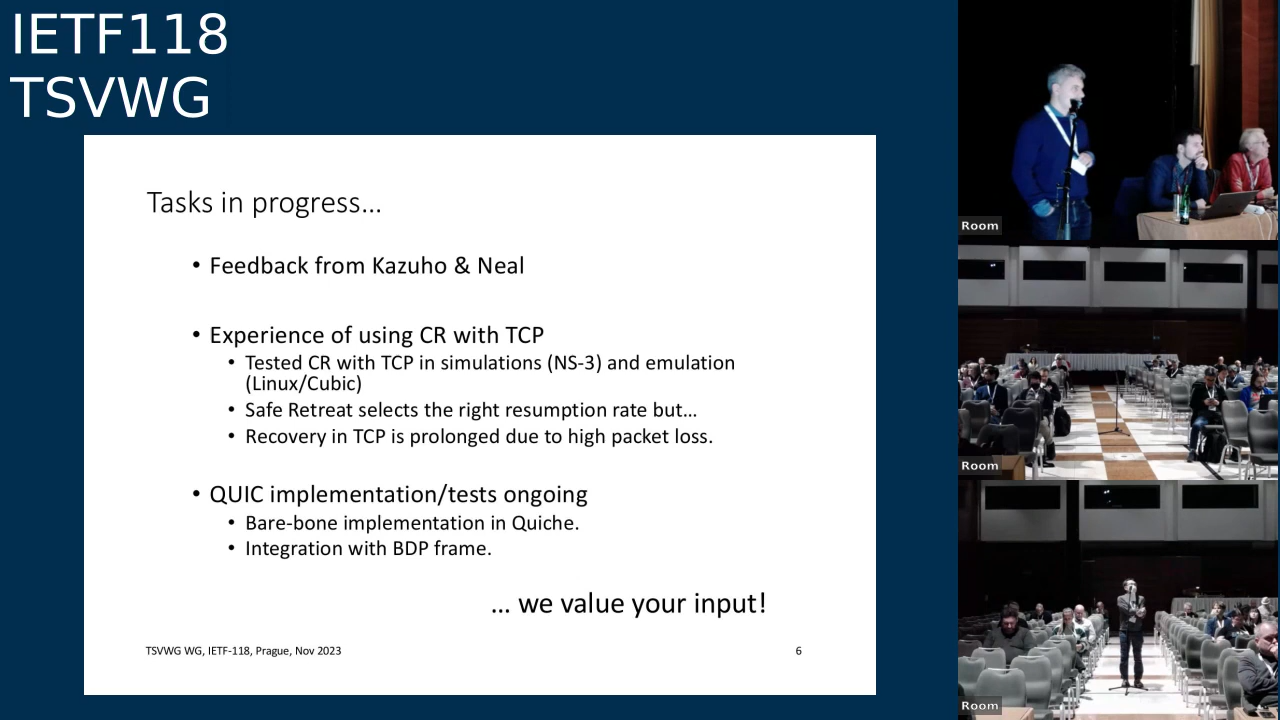 IETF118
TSVWG
Tasks in progress...
• Feedback from Kazuho & Neal
• Experience of using CR with TCP
• Tested CR with TCP in simulations (NS-3) and emulation
(Linux/Cubic)
• Safe Retreat selects the right resumption rate but...
• Recovery in TCP is prolonged due to high packet loss.
• QUIC implementation/tests ongoing
• Bare-bone implementation in Quiche.
• Integration with BDP frame.
... we value your input!
TSVWG WG, IETF-118, Prague, Nov 2023
6
Room
Room
Room